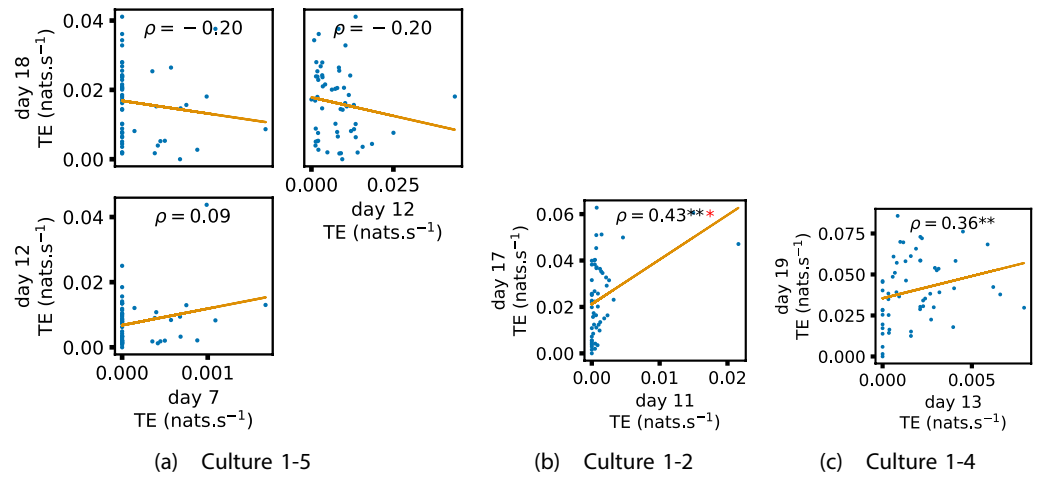 0.04
0.02
0.00
day 18
TE (nats.s⁻¹)
ρ = −0.20
ρ = −0.20
0.000
0.025
day 12
TE (nats.s⁻¹)
0.04
0.02
0.00
day 12
TE (nats.s⁻¹)
ρ = 0.09
0.000
0.001
day 7
TE (nats.s⁻¹)
(a) Culture 1-5
0.06
0.04
0.02
0.00
day 17
TE (nats.s⁻¹)
ρ = 0.43***
0.00
0.01
0.02
day 11
TE (nats.s⁻¹)
(b) Culture 1-2
0.075
0.050
0.025
0.000
day 19
TE (nats.s⁻¹)
ρ = 0.36**
0.000
0.005
day 13
TE (nats.s⁻¹)
(c) Culture 1-4